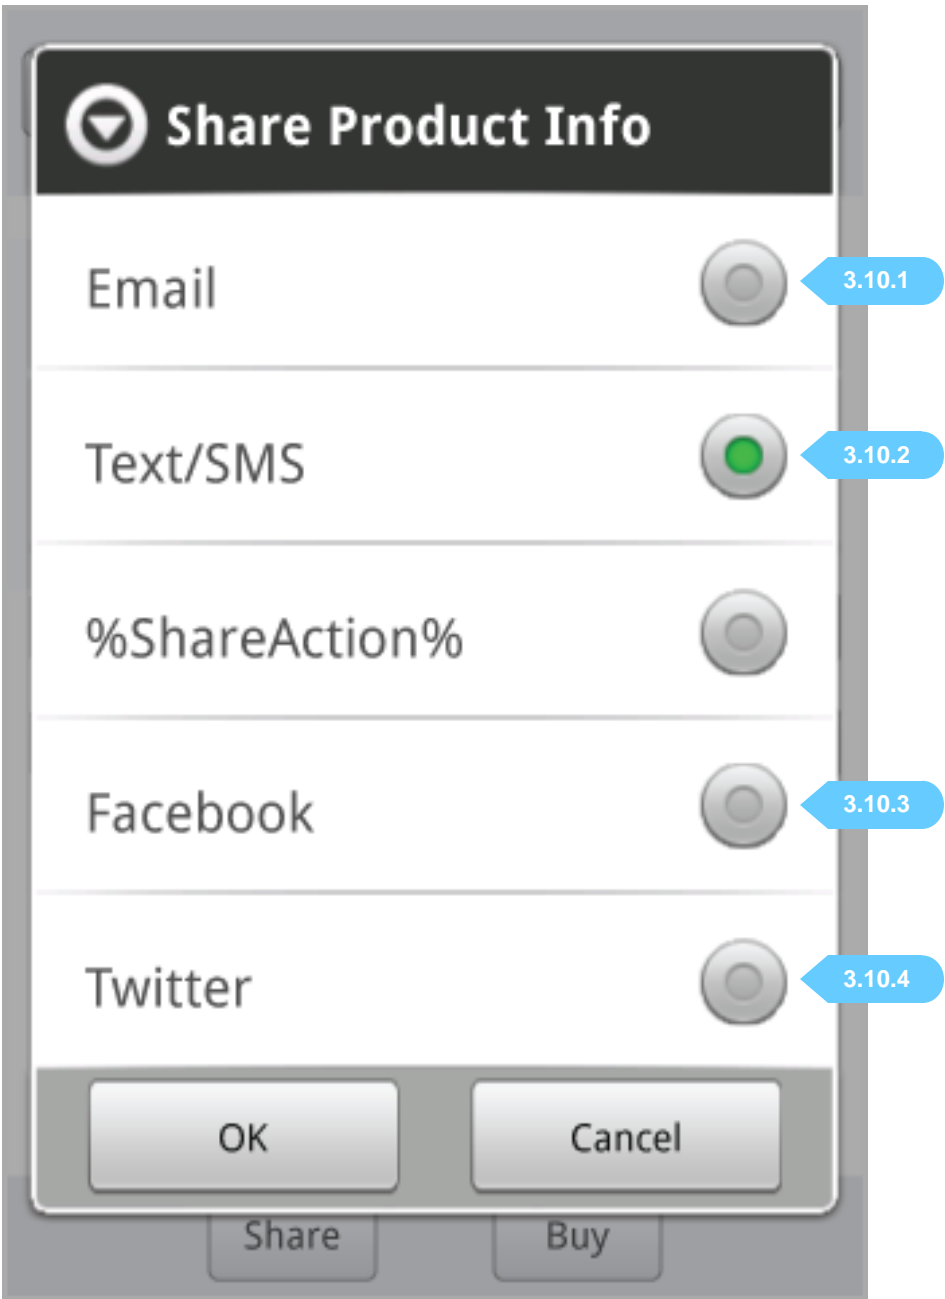 Share Product Info
Email
3.10.1
Text/SMS
3.10.2
%ShareAction%
Facebook
3.10.3
Twitter
3.10.4
OK Cancel
Share Buy